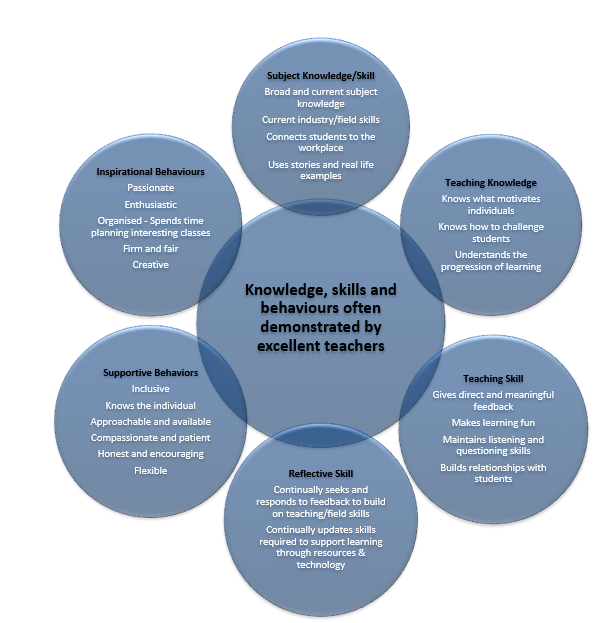 Subject Knowledge/Skill
Broad and current subject
knowledge
Current industry/field skills
Connects students to the
workplace
Uses stories and real life
examples
Teaching Knowledge
Knows what motivates
individuals
Knows how to challenge
students
Understands the
progression of learning
Teaching Skill
Gives direct and meaningful
feedback
Makes learning fun
Maintains listening and
questioning skills
Builds relationships with
students
Reflective Skill
Continually seeks and
responds to feedback to build
on teaching/field skills
Continually updates skills
required to support learning
through resources &
technology
Supportive Behaviors
Inclusive
Knows the individual
Approachable and available
Compassionate and patient
Honest and encouraging
Flexible
Inspirational Behaviours
Passionate
Enthusiastic
Organised - Spends time
planning interesting classes
Firm and fair
Creative
Knowledge, skills and
behaviours often
demonstrated by
excellent teachers